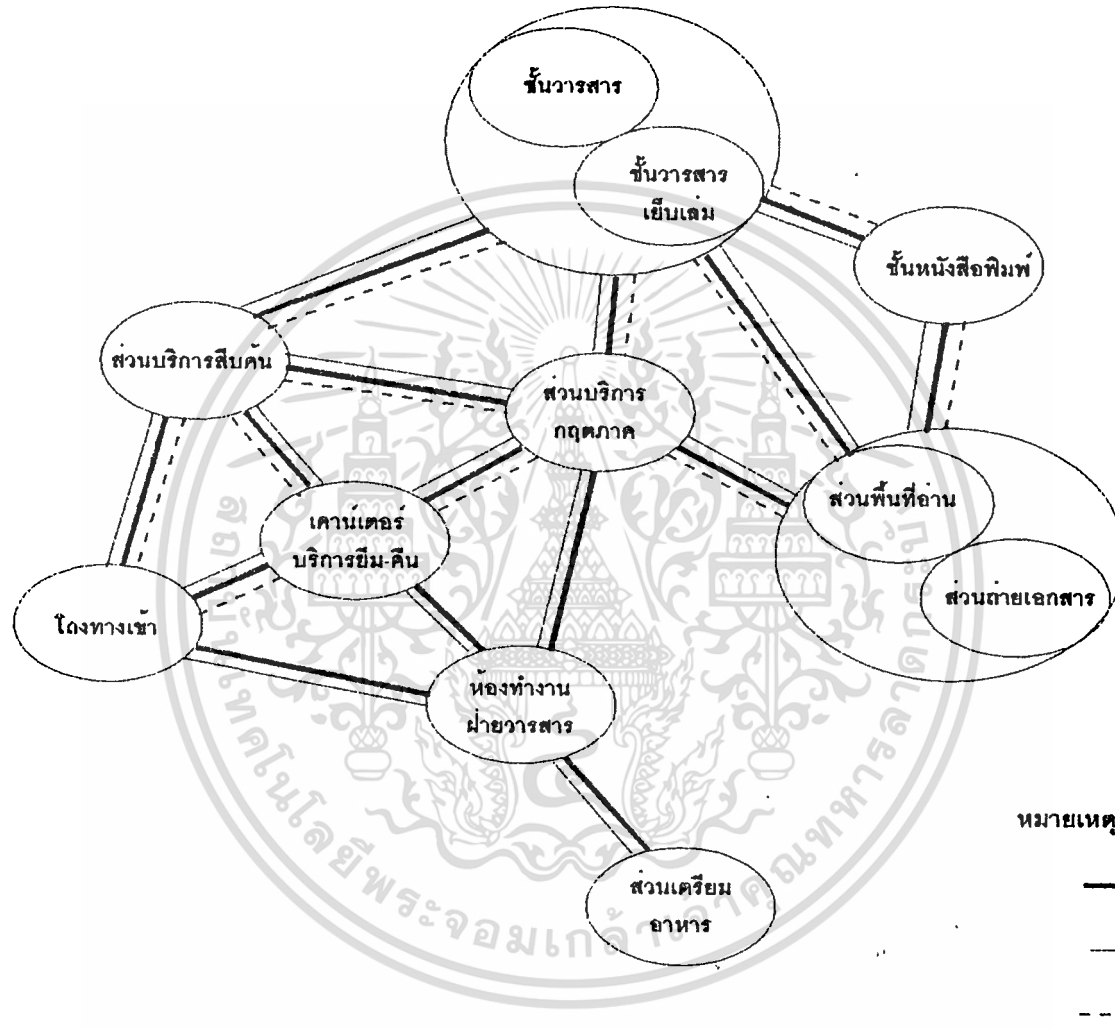 ชั้นวารสาร
ชั้นวารสาร
เย็บเล่ม
ชั้นหนังสือพิมพ์
ส่วนบริการสืบค้น
ส่วนบริการ
กฤตภาค
ส่วนพื้นที่อ่าน
เคาน์เตอร์
บริการยืม-คืน
ส่วนถ่ายเอกสาร
โถงทางเข้า
ห้องทำงาน
ฝ่ายวารสาร
หมายเหตุ
ส่วนเตรียม
อาหาร